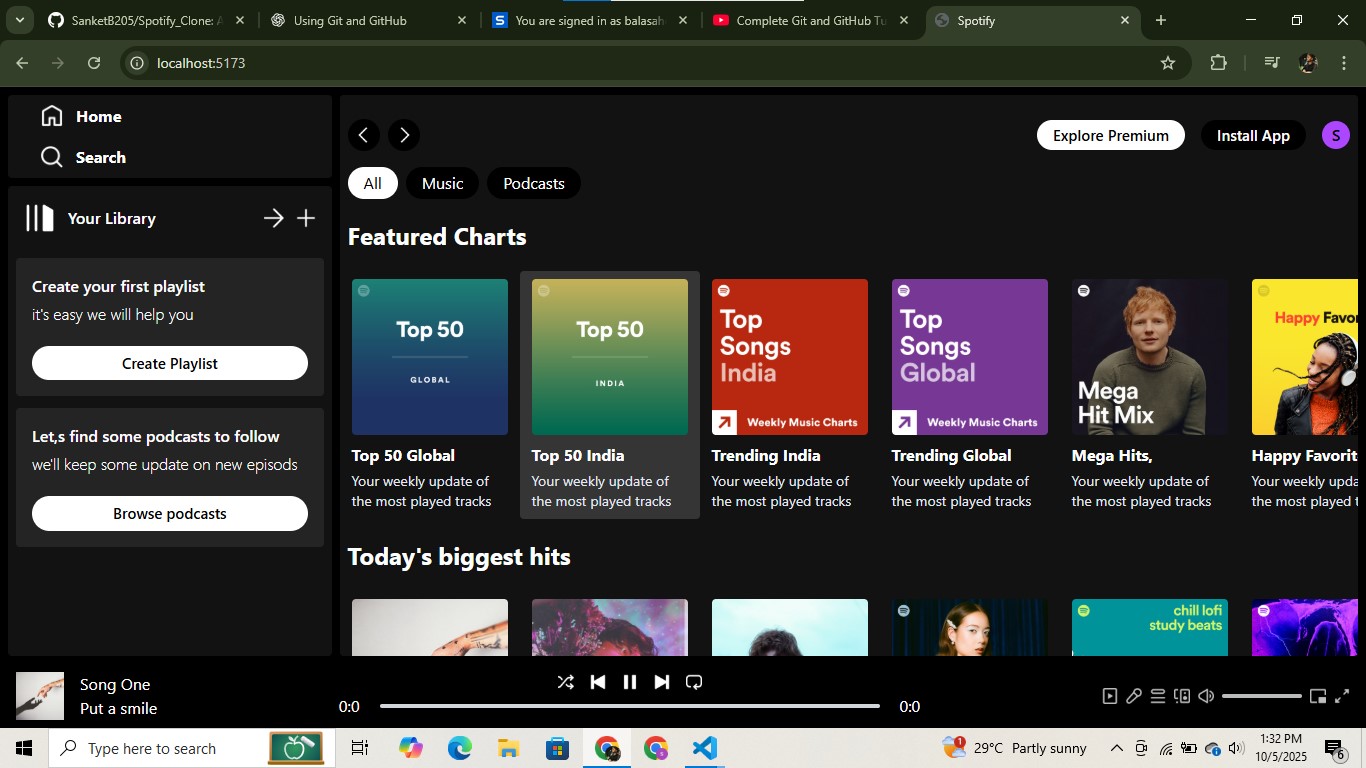 SanketB205/Spotify_Clone: A
Using Git and GitHub
You are signed in as balasah
Complete Git and GitHub Tu
Spotify
localhost:5173
Home
Search
Your Library
Create your first playlist
it's easy we will help you
Create Playlist
Let,s find some podcasts to follow
we'll keep some update on new episods
Browse podcasts
Explore Premium
Install App
S
All
Music
Podcasts
Featured Charts
Top 50
GLOBAL
Top 50 Global
Your weekly update of
the most played tracks
Top 50
INDIA
Top 50 India
Your weekly update of
the most played tracks
Top
Songs
India
Weekly Music Charts
Trending India
Your weekly update of
the most played tracks
Top
Songs
Global
Weekly Music Charts
Trending Global
Your weekly update of
the most played tracks
Mega
Hit Mix
Mega Hits,
Your weekly update of
the most played tracks
Happy Favor
Happy Favorit
Your weekly upda
the most played t
Today's biggest hits
chill lofi
study beats
Song One
Put a smile
0:0
0:0
Type here to search
1
29°C Partly sunny
1:32 PM
10/5/2025
6